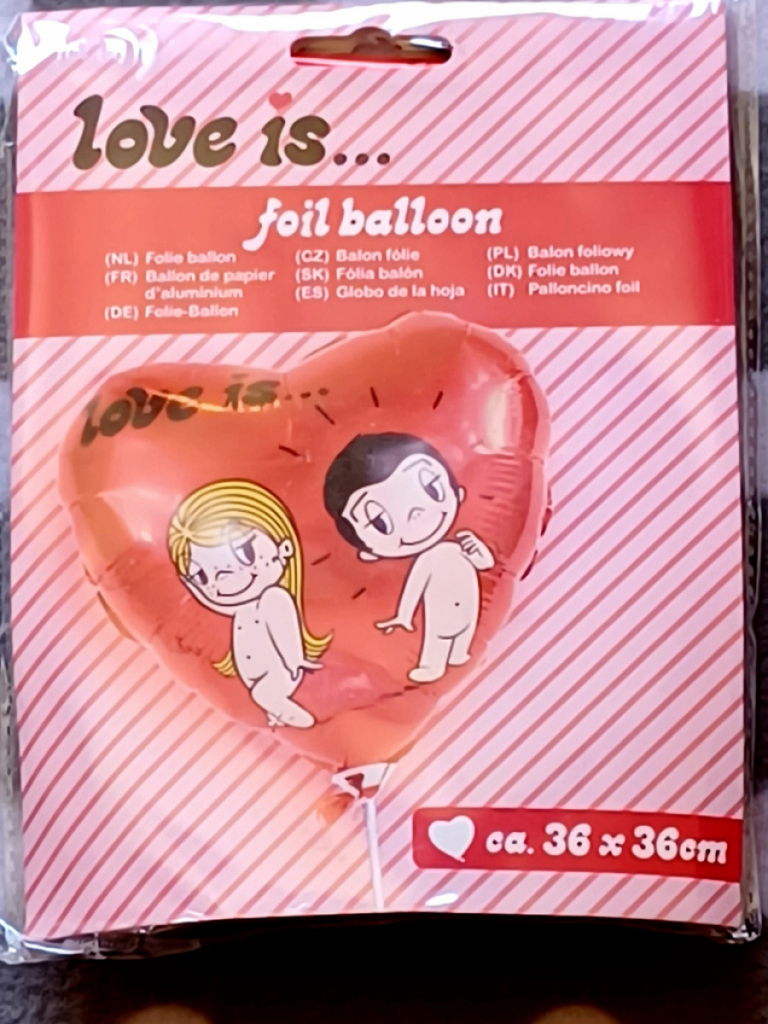 love is...
foil balloon
(NL) Folie ballon
(FR) Ballon de papier
d'aluminium
(DE) Folie-Ballon
(CZ) Balon fólie
(SK) Fólia balón
(ES) Globo de la hoja
(PL) Balon foliowy
(DK) Folie ballon
(IT) Palloncino foil
love is...
ca. 36 x 36cm